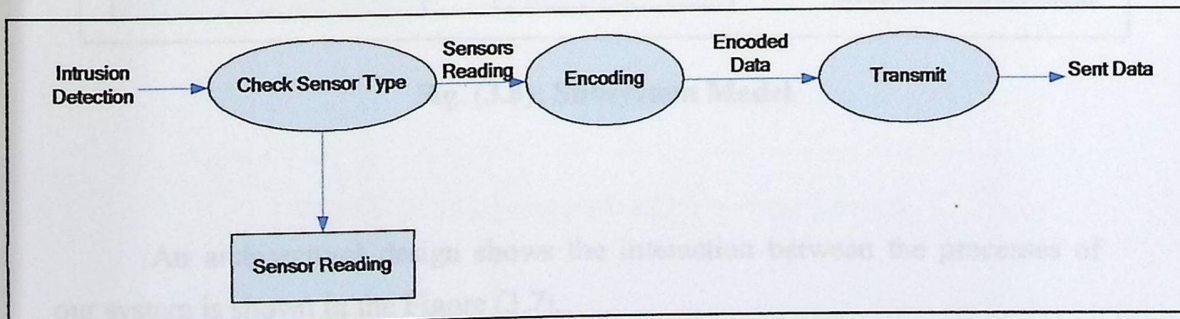 Intrusion
Detection
Check Sensor Type
Sensors
Reading
Encoding
Encoded
Data
Transmit
Sent Data
Sensor Reading
An architectural design shows the interaction between the processes of
our system is shown in the Figure (3.7).